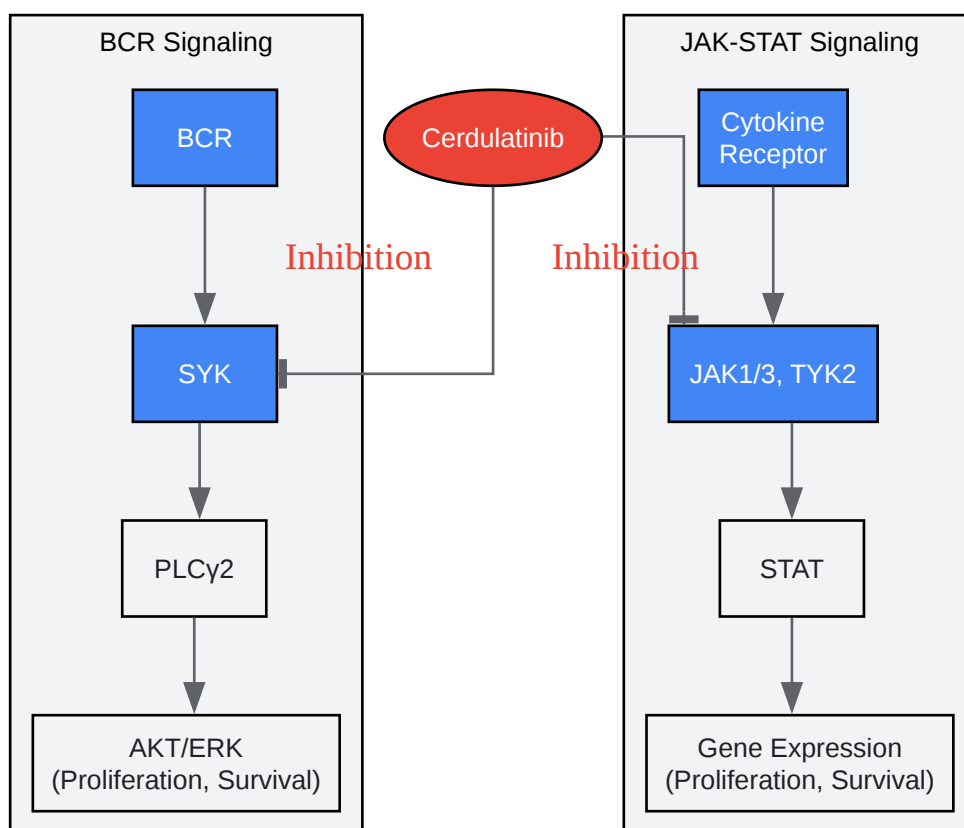 BCR Signaling
JAK-STAT Signaling
BCR
Cerdulatinib
Cytokine
Receptor
Inhibition
Inhibition
SYK
JAK1/3, TYK2
PLCγ2
STAT
AKT/ERK
(Proliferation, Survival)
Gene Expression
(Proliferation, Survival)